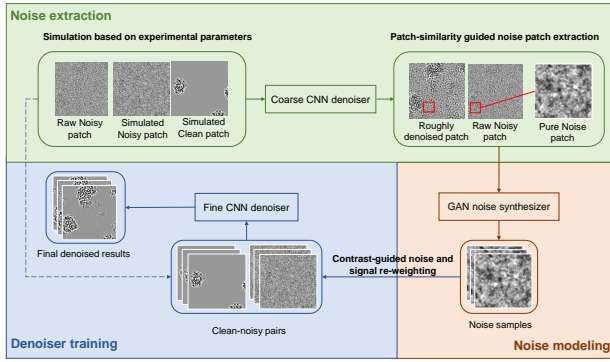 Noise extraction
Simulation based on experimental parameters
Raw Noisy
patch
Simulated
Noisy patch
Simulated
Clean patch
Coarse CNN denoiser
Patch-similarity guided noise patch extraction
Roughly
denoised patch
Raw Noisy
patch
Pure Noise
patch
Fine CNN denoiser
GAN noise synthesizer
Final denoised results
Contrast-guided noise and
signal re-weighting
Clean-noisy pairs
Noise samples
Denoiser training
Noise modeling